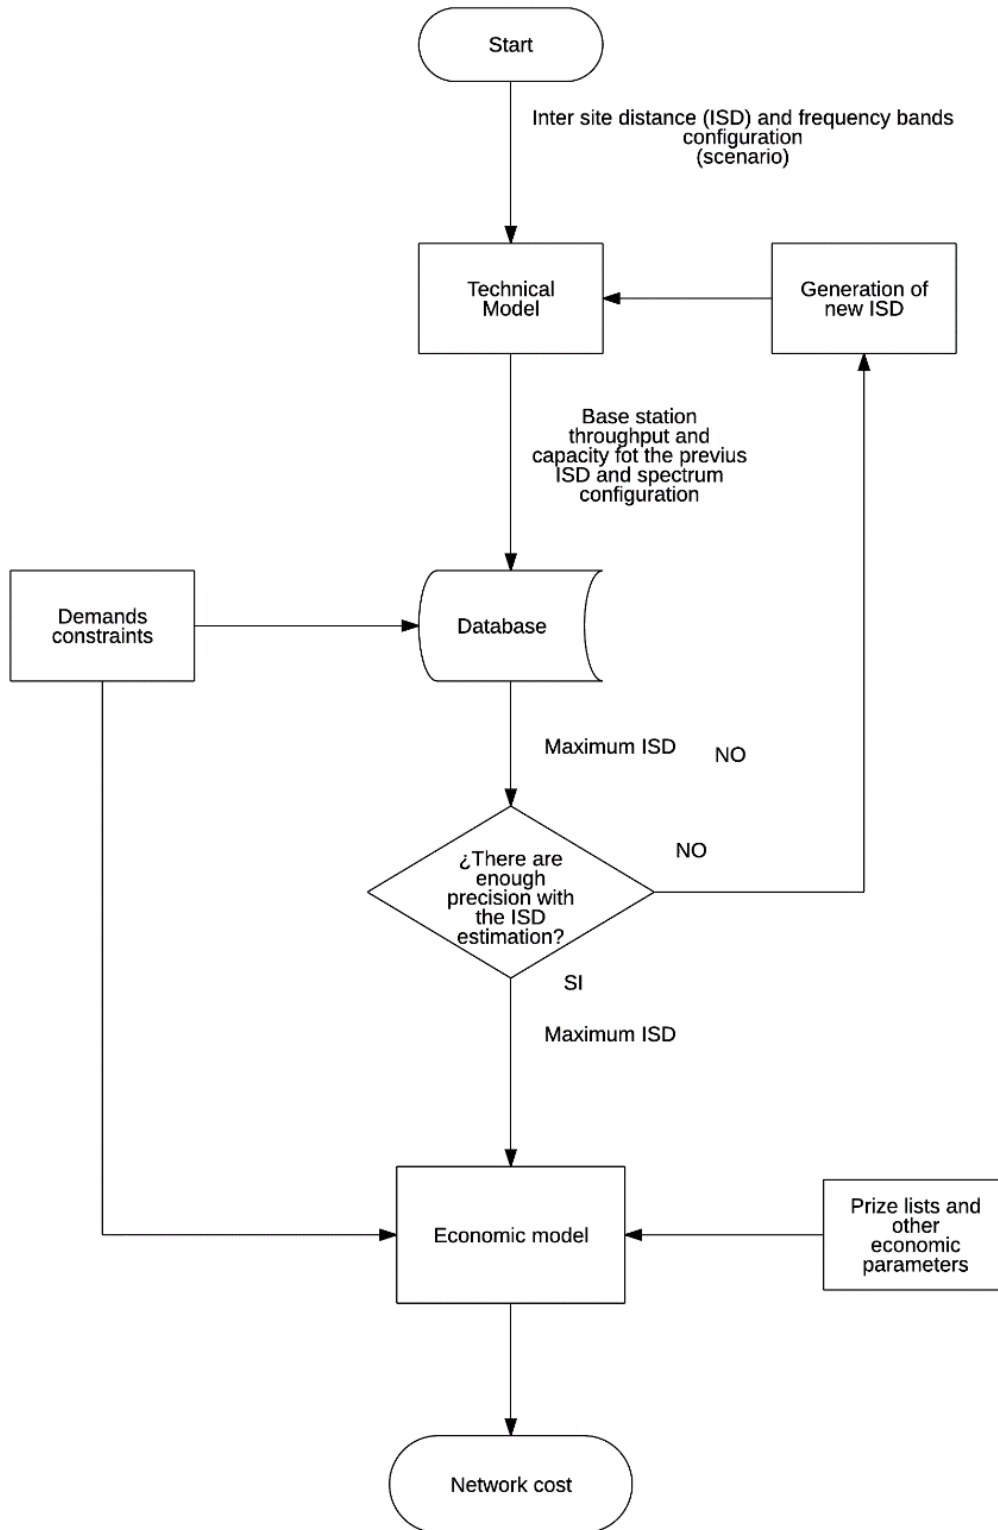 Start
Inter site distance (ISD) and frequency bands
configuration
(scenario)
Technical
Model
Generation of
new ISD
Base station
throughput and
capacity fot the previus
ISD and spectrum
configuration
Demands
constraints
Database
Maximum ISD
NO
NO
¿There are
enough
precision with
the ISD
estimation?
SI
Maximum ISD
Economic model
Prize lists and
other
economic
parameters
Network cost